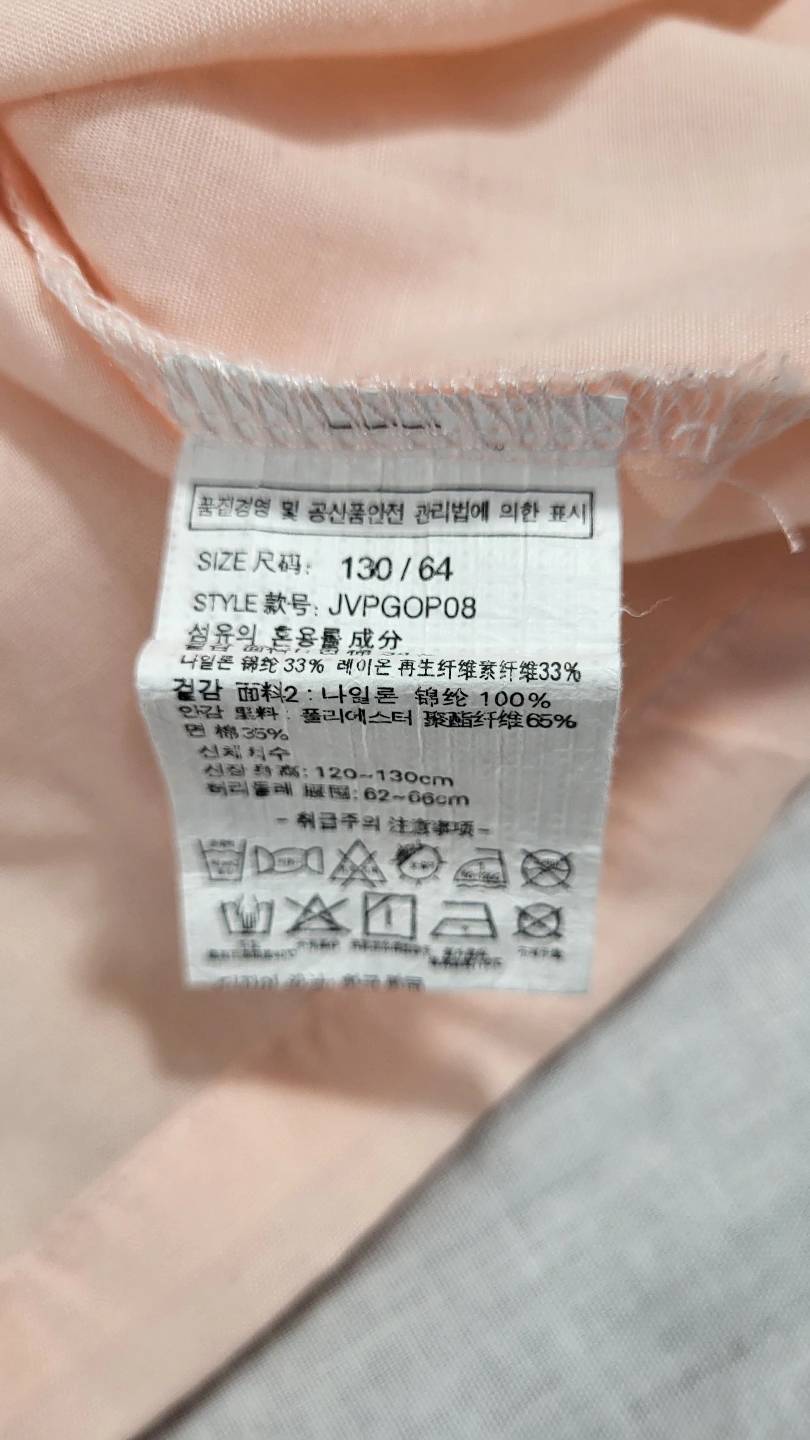 품질경영 및 공산품안전 관리법에 의한 표시
SIZE 尺码: 130 / 64
STYLE 款号: JVPGOP08
섬유의 혼용률 成分
나일론 锦纶 33% 레이온 再生纤维素纤维33%
겉감 面料2 : 나일론 锦纶 100%
안감 里料 : 폴리에스터 聚酯纤维65%
면 棉35%
신체치수
신장 身高: 120~130cm
허리둘레 腰围: 62~66cm
- 취급주의 注意事项 -